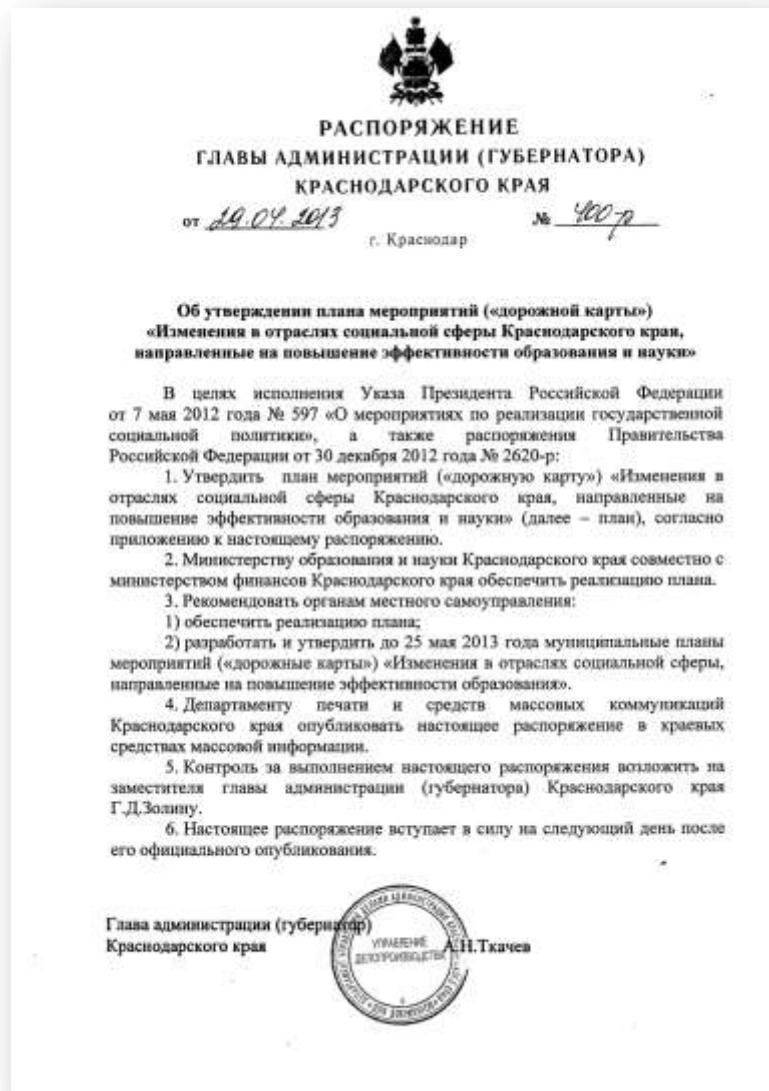 РАСПОРЯЖЕНИЕ
ГЛАВЫ АДМИНИСТРАЦИИ (ГУБЕРНАТОРА)
КРАСНОДАРСКОГО КРАЯ
от 29.04.2013 № 400-р
г. Краснодар
Об утверждении плана мероприятий («дорожной карты»)
«Изменения в отраслях социальной сферы Краснодарского края,
направленные на повышение эффективности образования и науки»
В целях исполнения Указа Президента Российской Федерации
от 7 мая 2012 года № 597 «О мероприятиях по реализации государственной
социальной политики», а также распоряжения Правительства
Российской Федерации от 30 декабря 2012 года № 2620-р:
1. Утвердить план мероприятий («дорожную карту») «Изменения в
отраслях социальной сферы Краснодарского края, направленные на
повышение эффективности образования и науки» (далее – план), согласно
приложению к настоящему распоряжению.
2. Министерству образования и науки Краснодарского края совместно с
министерством финансов Краснодарского края обеспечить реализацию плана.
3. Рекомендовать органам местного самоуправления:
1) обеспечить реализацию плана;
2) разработать и утвердить до 25 мая 2013 года муниципальные планы
мероприятий («дорожные карты») «Изменения в отраслях социальной сферы,
направленные на повышение эффективности образования».
4. Департаменту печати и средств массовых коммуникаций
Краснодарского края опубликовать настоящее распоряжение в краевых
средствах массовой информации.
5. Контроль за выполнением настоящего распоряжения возложить на
заместителя главы администрации (губернатора) Краснодарского края
Г.Д.Золину.
6. Настоящее распоряжение вступает в силу на следующий день после
его официального опубликования.
Глава администрации (губернатор)
Краснодарского края А.Н.Ткачев
УПРАВЛЕНИЕ
ДЕЛОПРОИЗВОДСТВА